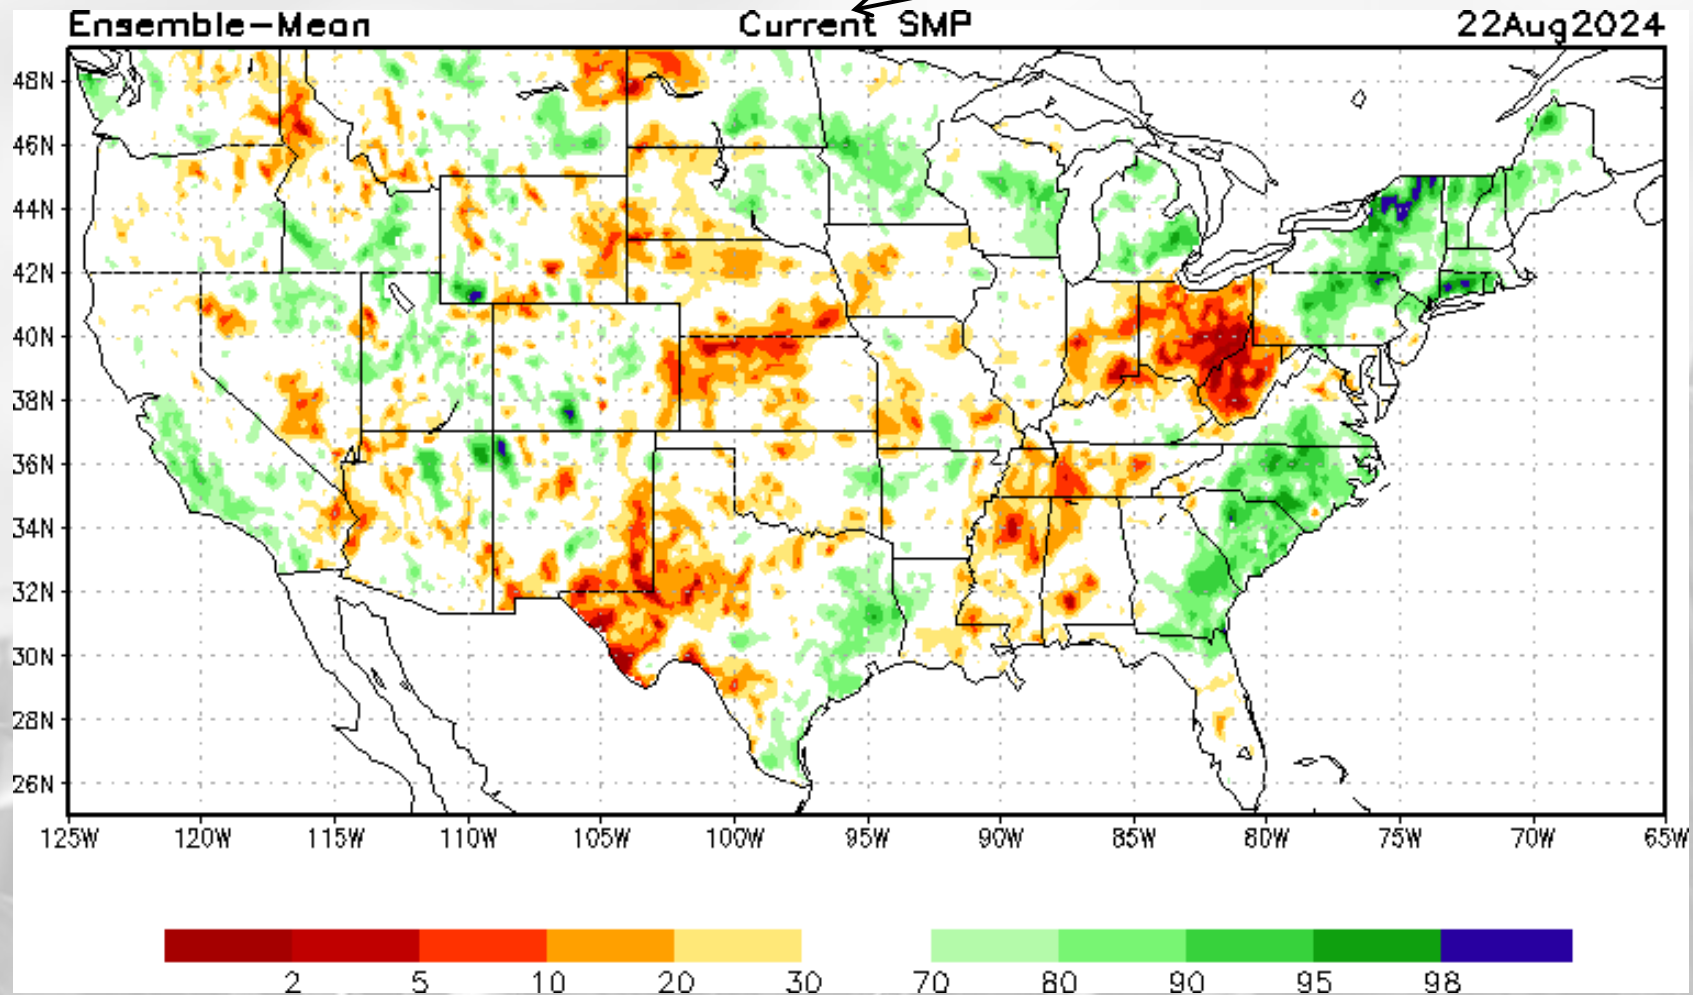 Ensemble-Mean Current SMP 22Aug2024
48N
46N
44N
42N
40N
38N
36N
34N
32N
30N
28N
26N
125W 120W 115W 110W 105W 100W 95W 90W 85W 80W 75W 70W 65W
2 5 10 20 30 70 80 90 95 98